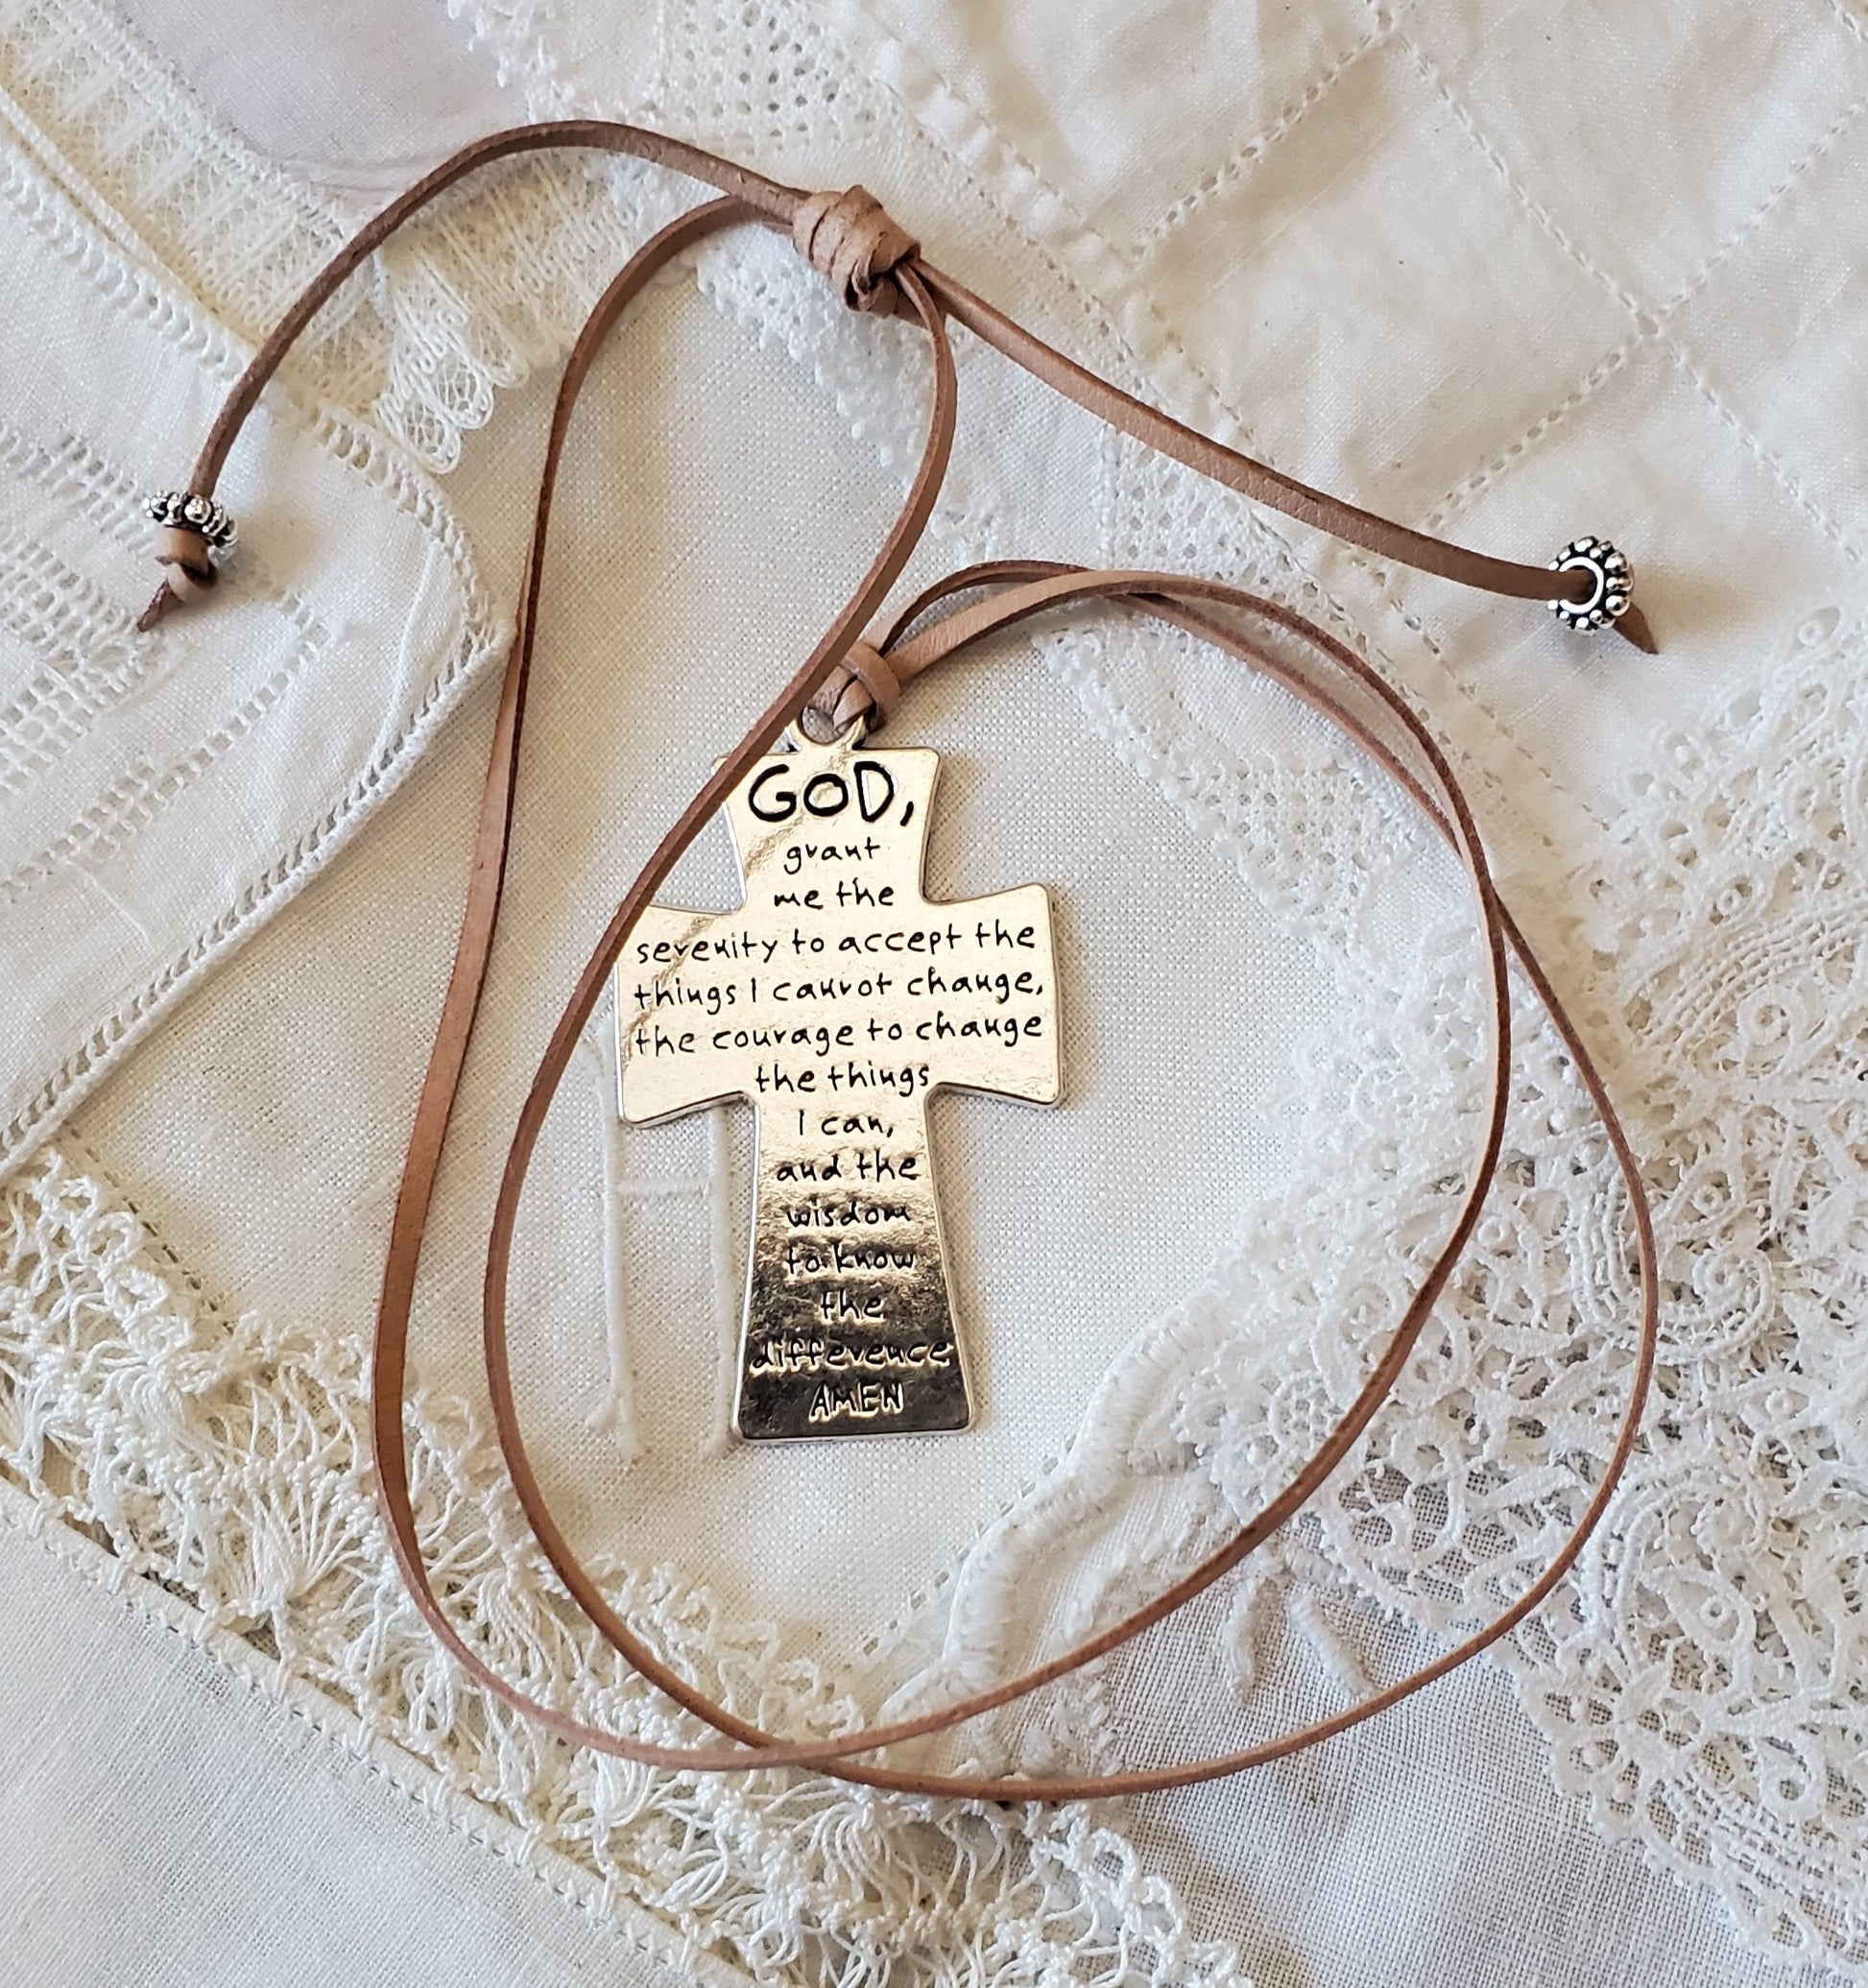 GOD,
grant
me the
serenity to accept the
things I cannot change,
the courage to change
the things
I can,
and the
wisdom
to know
the
difference
AMEN